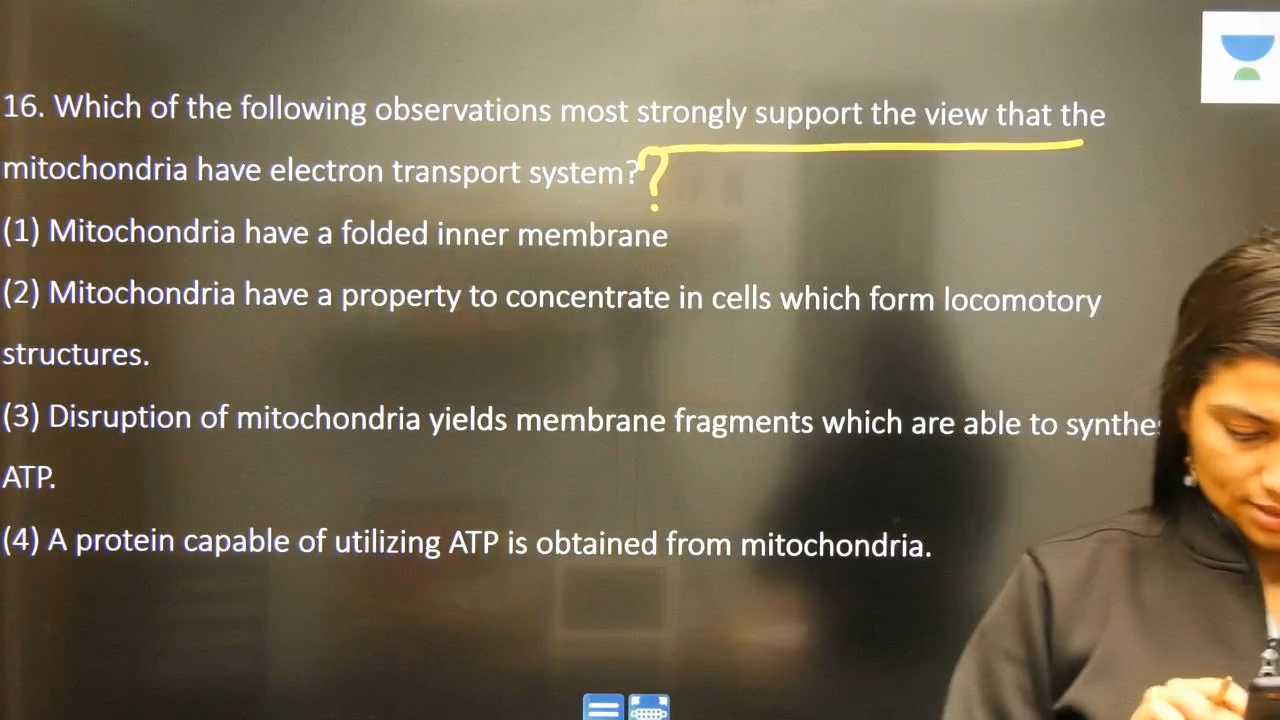 16. Which of the following observations most strongly support the view that the
mitochondria have electron transport system?
?
(1) Mitochondria have a folded inner membrane
(2) Mitochondria have a property to concentrate in cells which form locomotory
structures.
(3) Disruption of mitochondria yields membrane fragments which are able to
ATP.
(4) A protein capable of utilizing ATP is obtained from mitochondria.